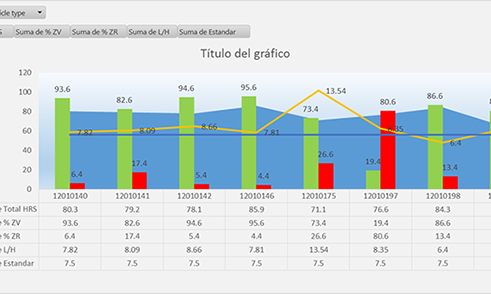 icle type
S Suma de % ZV Suma de % ZR Suma de L/H Suma de Estandar
Título del gráfico
120
100
80
60
40
20
0
93.6 82.6 94.6 95.6 73.4 19.4 86.6
6.4 17.4 5.4 4.4 26.6 80.6 13.4
7.82 8.09 8.66 7.81 13.54 8.35 6.4
12010140 12010141 12010142 12010146 12010175 12010197 12010198 1
e Total HRS 80.3 79.2 78.1 85.9 71.1 76.6 84.3
e % ZV 93.6 82.6 94.6 95.6 73.4 19.4 86.6
e % ZR 6.4 17.4 5.4 4.4 26.6 80.6 13.4
e L/H 7.82 8.09 8.66 7.81 13.54 8.35 6.4
e Estandar 7.5 7.5 7.5 7.5 7.5 7.5 7.5